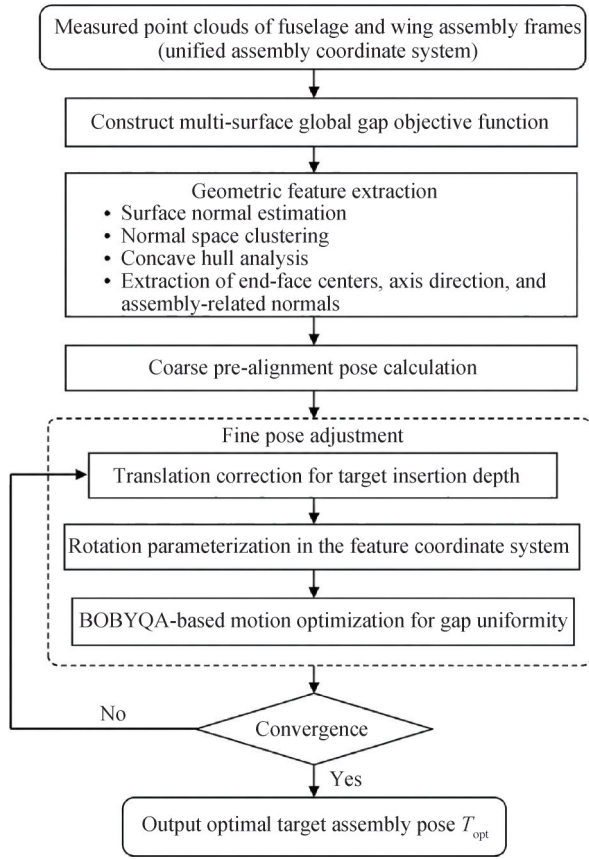 Measured point clouds of fuselage and wing assembly frames
(unified assembly coordinate system)
Construct multi-surface global gap objective function
Geometric feature extraction
• Surface normal estimation
• Normal space clustering
• Concave hull analysis
• Extraction of end-face centers, axis direction, and
assembly-related normals
Coarse pre-alignment pose calculation
Fine pose adjustment
Translation correction for target insertion depth
Rotation parameterization in the feature coordinate system
BOBYQA-based motion optimization for gap uniformity
No
Convergence
Yes
Output optimal target assembly pose T_opt